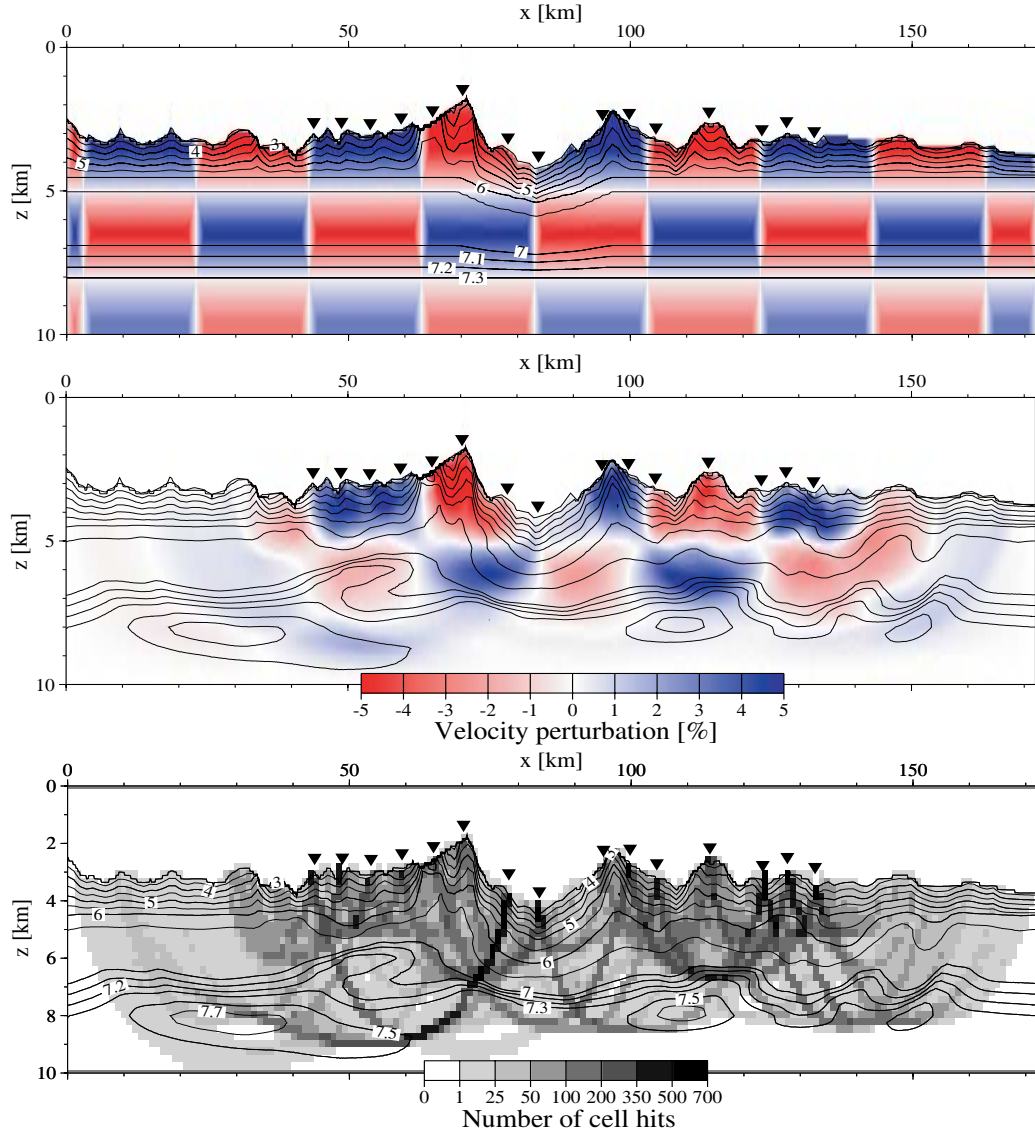 x [km]
0 50 100 150
0
5
10
z [km]
5 4 3 6 5
7
7.1
7.2
7.3
x [km]
0 50 100 150
0
5
10
z [km]
-5 -4 -3 -2 -1 0 1 2 3 4 5
Velocity perturbation [%]
x [km]
0 50 100 150
0
2
4
6
8
10
z [km]
3 3
4 4
5 5
6 6
7.2 7
7.3
7.7 7.5
7.5
0 1 25 50 100 200 350 500 700
Number of cell hits